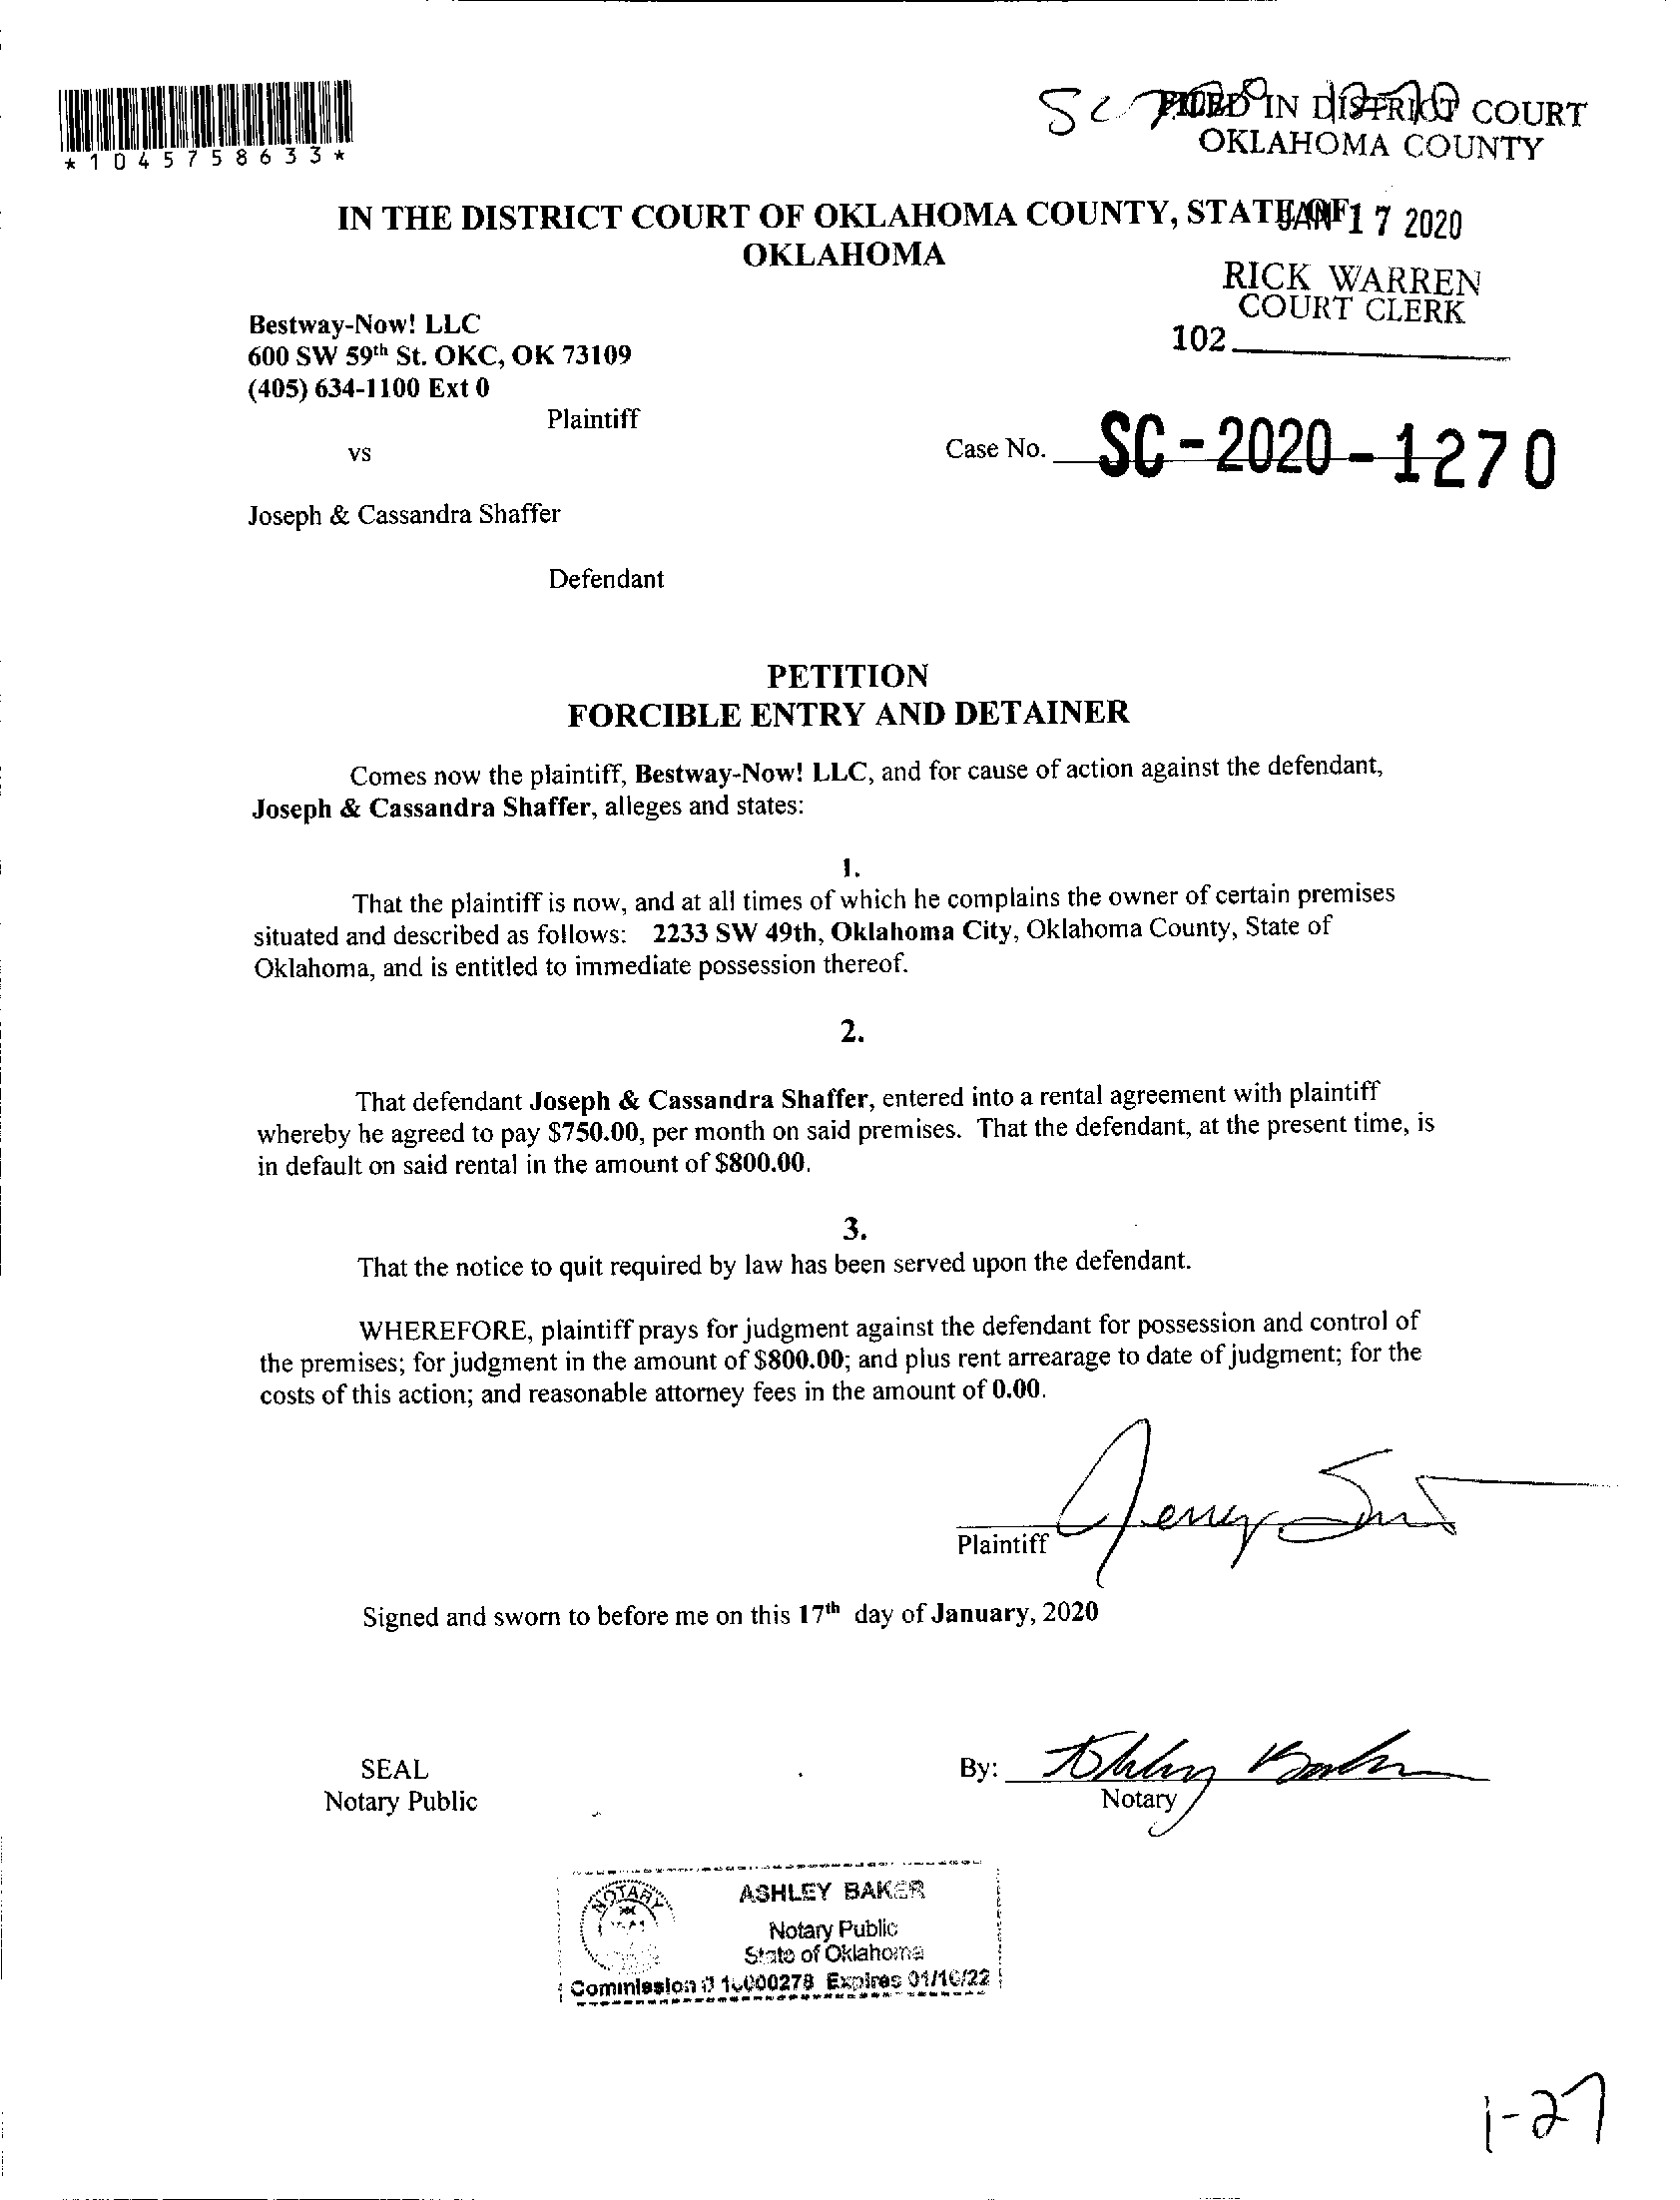 *1045758633*
FILED IN DISTRICT COURT
OKLAHOMA COUNTY
JAN 17 2020
RICK WARREN
COURT CLERK
102
IN THE DISTRICT COURT OF OKLAHOMA COUNTY, STATE OF
OKLAHOMA
Bestway-Now! LLC
600 SW 59th St. OKC, OK 73109
(405) 634-1100 Ext 0
Plaintiff
vs
Case No. SC-2020-1270
Joseph & Cassandra Shaffer
Defendant
PETITION
FORCIBLE ENTRY AND DETAINER
Comes now the plaintiff, Bestway-Now! LLC, and for cause of action against the defendant,
Joseph & Cassandra Shaffer, alleges and states:
1.
That the plaintiff is now, and at all times of which he complains the owner of certain premises
situated and described as follows: 2233 SW 49th, Oklahoma City, Oklahoma County, State of
Oklahoma, and is entitled to immediate possession thereof.
2.
That defendant Joseph & Cassandra Shaffer, entered into a rental agreement with plaintiff
whereby he agreed to pay $750.00, per month on said premises. That the defendant, at the present time, is
in default on said rental in the amount of $800.00.
3.
That the notice to quit required by law has been served upon the defendant.
WHEREFORE, plaintiff prays for judgment against the defendant for possession and control of
the premises; for judgment in the amount of $800.00; and plus rent arrearage to date of judgment; for the
costs of this action; and reasonable attorney fees in the amount of 0.00.
Plaintiff
Signed and sworn to before me on this 17th day of January, 2020
SEAL
Notary Public
By: Ashley Baker
Notary
NOTARY
ASHLEY BAKER
Notary Public
State of Oklahoma
Commission # Expires
1-27